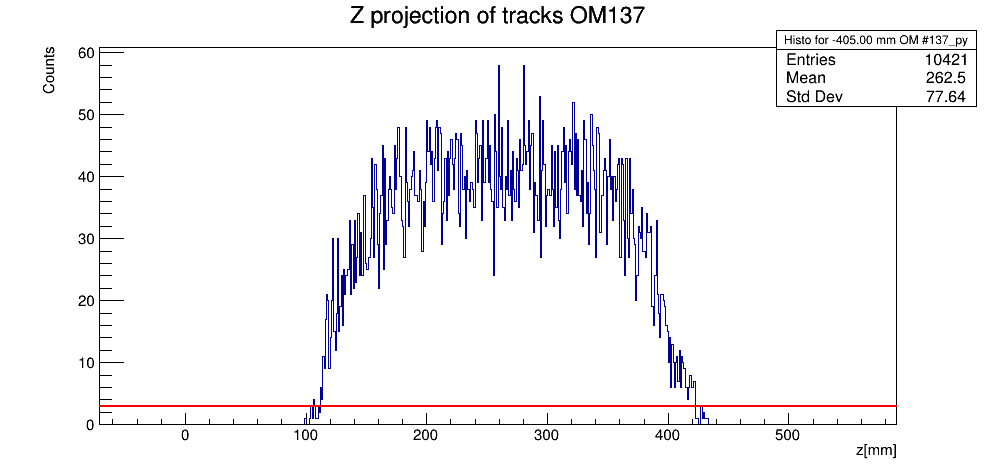 Z projection of tracks OM137
Histo for -405.00 mm OM #137_py
Entries 10421
Mean 262.5
Std Dev 77.64
Counts
60
50
40
30
20
10
0
0 100 200 300 400 500
z[mm]